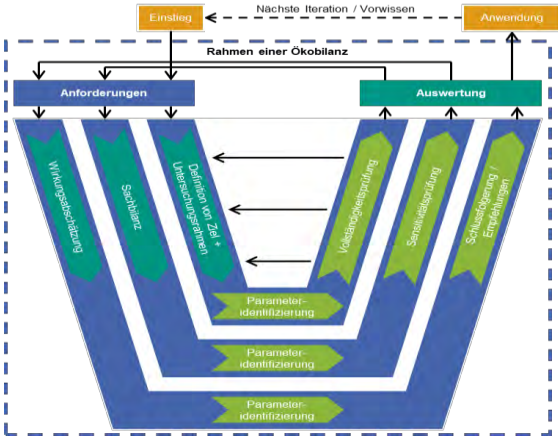 Einstieg
Nächste Iteration / Vorwissen
Anwendung
Rahmen einer Ökobilanz
Anforderungen
Auswertung
Wirkungsabschätzung
Sachbilanz
Definition von Ziel +
Untersuchungsrahmen
Vollständigkeitsprüfung
Sensitivitätsprüfung
Schlussfolgerung /
Empfehlungen
Parameter-
identifizierung
Parameter-
identifizierung
Parameter-
identifizierung